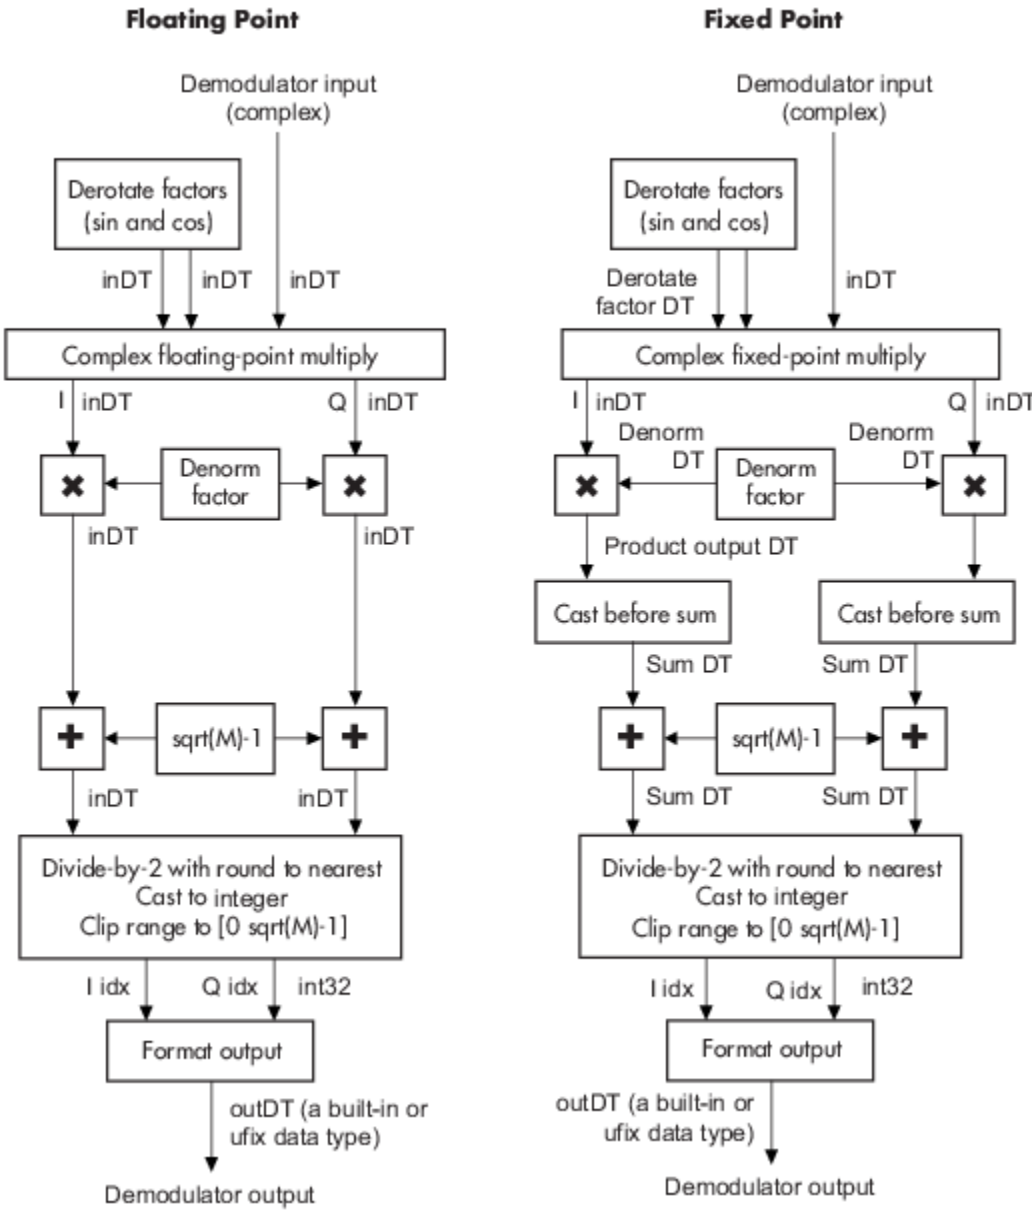 Floating Point
Demodulator input
(complex)
Derotate factors
(sin and cos)
inDT
inDT
inDT
Complex floating-point multiply
I
inDT
Q
inDT
Denorm
factor
inDT
inDT
sqrt(M)-1
inDT
inDT
Divide-by-2 with round to nearest
Cast to integer
Clip range to [0 sqrt(M)-1]
I idx
Q idx
int32
Format output
outDT (a built-in or
ufix data type)
Demodulator output
Fixed Point
Demodulator input
(complex)
Derotate factors
(sin and cos)
Derotate
factor DT
inDT
Complex fixed-point multiply
I
inDT
Q
inDT
Denorm
DT
Denorm
factor
Denorm
DT
Product output DT
Cast before sum
Cast before sum
Sum DT
Sum DT
sqrt(M)-1
Sum DT
Sum DT
Divide-by-2 with round to nearest
Cast to integer
Clip range to [0 sqrt(M)-1]
I idx
Q idx
int32
Format output
outDT (a built-in or
ufix data type)
Demodulator output